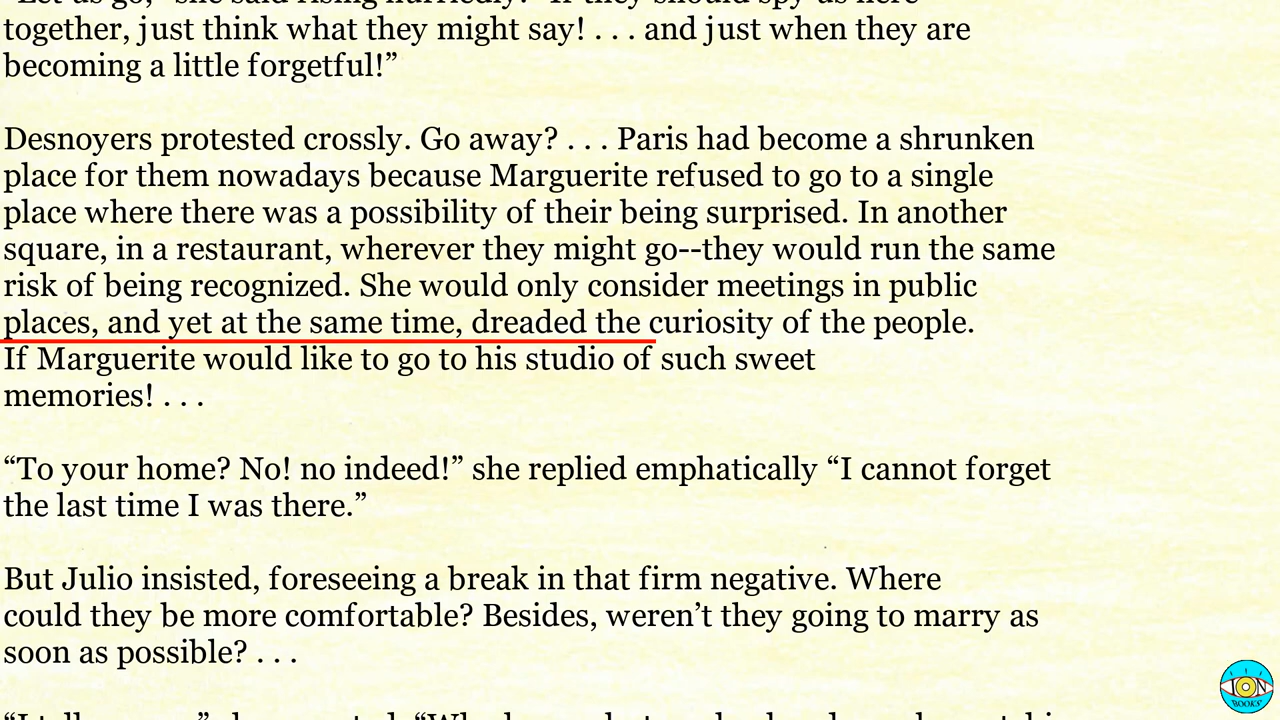 together, just think what they might say! . . . and just when they are
becoming a little forgetful!”
Desnoyers protested crossly. Go away? . . . Paris had become a shrunken
place for them nowadays because Marguerite refused to go to a single
place where there was a possibility of their being surprised. In another
square, in a restaurant, wherever they might go--they would run the same
risk of being recognized. She would only consider meetings in public
places, and yet at the same time, dreaded the curiosity of the people.
If Marguerite would like to go to his studio of such sweet
memories! . . .
“To your home? No! no indeed!” she replied emphatically “I cannot forget
the last time I was there.”
But Julio insisted, foreseeing a break in that firm negative. Where
could they be more comfortable? Besides, weren’t they going to marry as
soon as possible? . . .
ION
BOOKS